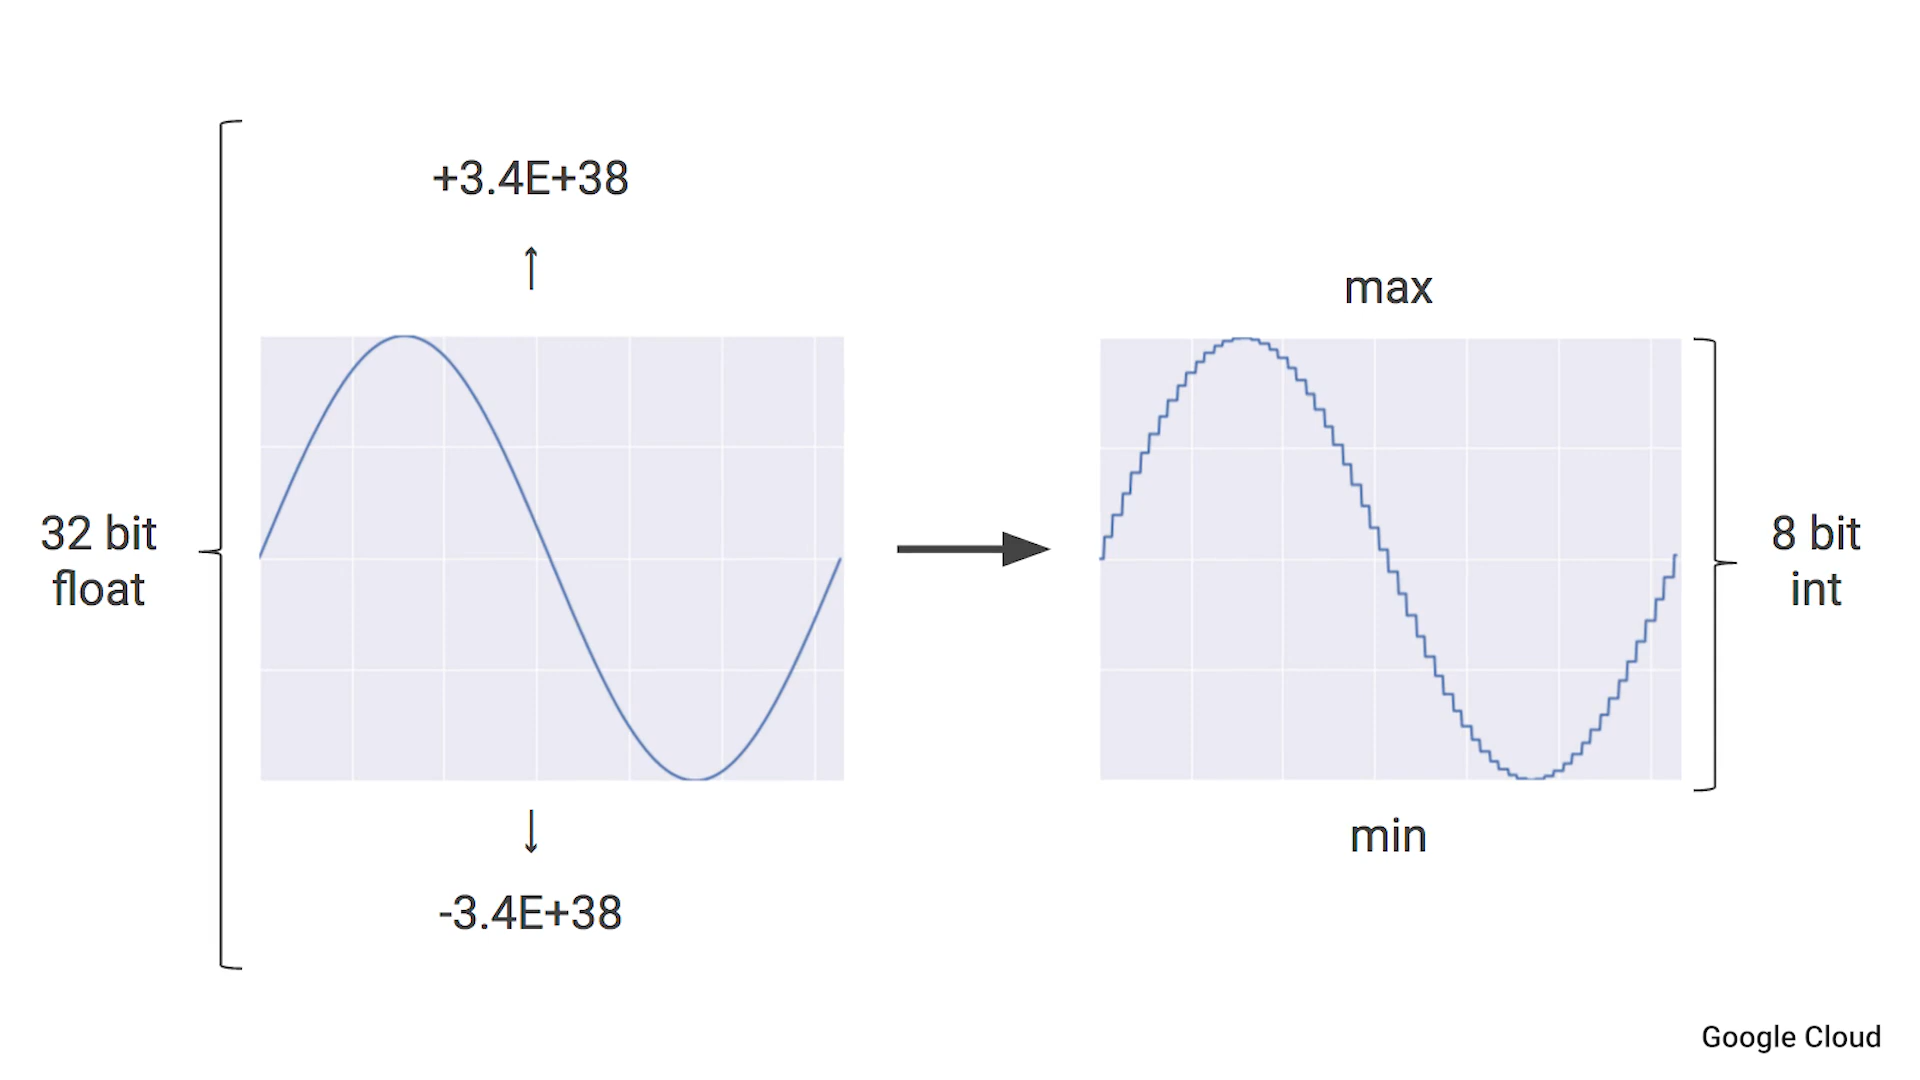 +3.4E+38
↑
32 bit
float
↓
-3.4E+38
max
min
8 bit
int
Google Cloud